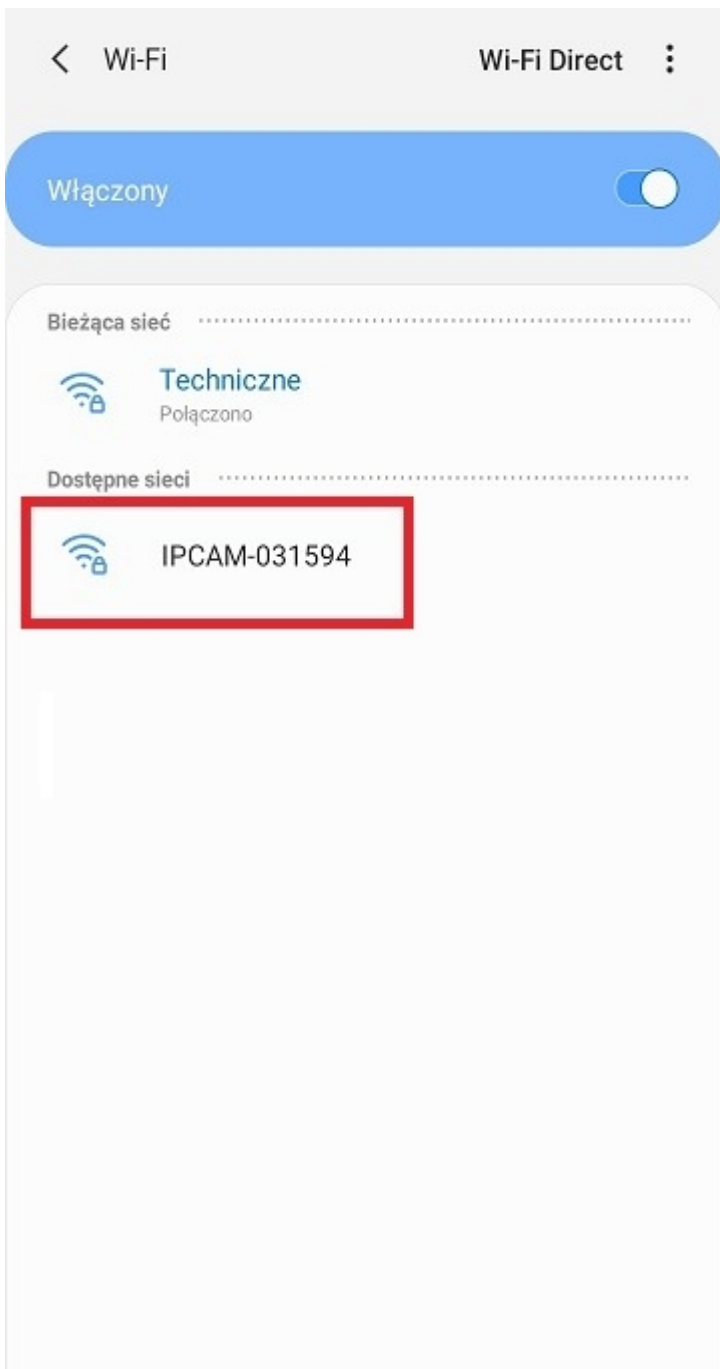 Wi-Fi Wi-Fi Direct
Włączony
Bieżąca sieć
Techniczne
Połączono
Dostępne sieci
IPCAM-031594